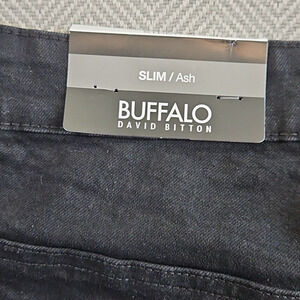 SLIM / Ash
BUFFALO
DAVID BITTON